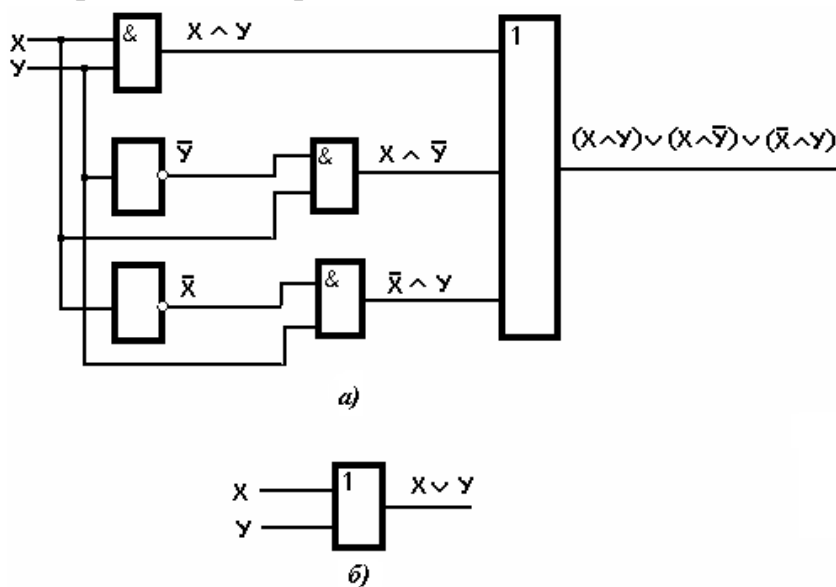 X
Y
&
X ∧ Y
1
Y̅
&
X ∧ Y̅
(X∧Y)∨(X∧Y̅)∨(X̅∧Y)
X̅
&
X̅ ∧ Y
а)
X
Y
1
X ∨ Y
б)